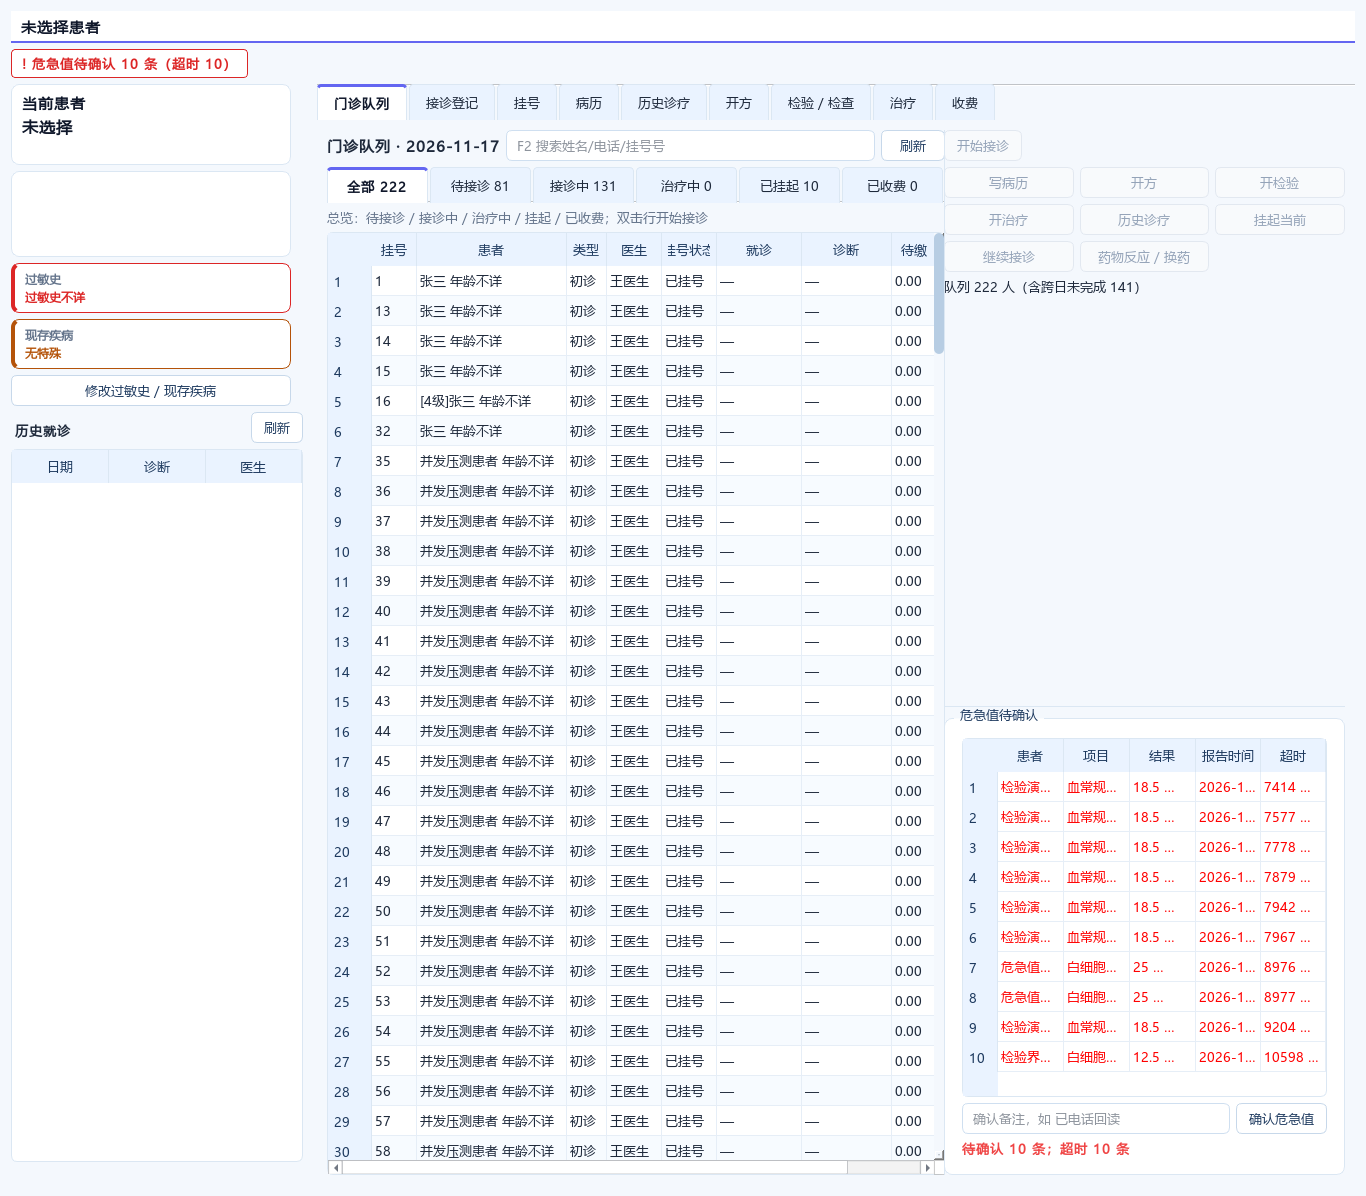 未选择患者
! 危急值待确认 10 条（超时 10）
当前患者
未选择
过敏史
过敏史不详
现存疾病
无特殊
修改过敏史 / 现存疾病
历史就诊 刷新
日期 诊断 医生
门诊队列 接诊登记 挂号 病历 历史诊疗 开方 检验 / 检查 治疗 收费
门诊队列 · 2026-11-17 F2 搜索姓名/电话/挂号号 刷新 开始接诊
全部 222 待接诊 81 接诊中 131 治疗中 0 已挂起 10 已收费 0
总览：待接诊 / 接诊中 / 治疗中 / 挂起 / 已收费；双击行开始接诊
挂号 患者 类型 医生 挂号状态 就诊 诊断 待缴
1 1 张三 年龄不详 初诊 王医生 已挂号 — — 0.00
2 13 张三 年龄不详 初诊 王医生 已挂号 — — 0.00
3 14 张三 年龄不详 初诊 王医生 已挂号 — — 0.00
4 15 张三 年龄不详 初诊 王医生 已挂号 — — 0.00
5 16 [4级]张三 年龄不详 初诊 王医生 已挂号 — — 0.00
6 32 张三 年龄不详 初诊 王医生 已挂号 — — 0.00
7 35 并发压测患者 年龄不详 初诊 王医生 已挂号 — — 0.00
8 36 并发压测患者 年龄不详 初诊 王医生 已挂号 — — 0.00
9 37 并发压测患者 年龄不详 初诊 王医生 已挂号 — — 0.00
10 38 并发压测患者 年龄不详 初诊 王医生 已挂号 — — 0.00
11 39 并发压测患者 年龄不详 初诊 王医生 已挂号 — — 0.00
12 40 并发压测患者 年龄不详 初诊 王医生 已挂号 — — 0.00
13 41 并发压测患者 年龄不详 初诊 王医生 已挂号 — — 0.00
14 42 并发压测患者 年龄不详 初诊 王医生 已挂号 — — 0.00
15 43 并发压测患者 年龄不详 初诊 王医生 已挂号 — — 0.00
16 44 并发压测患者 年龄不详 初诊 王医生 已挂号 — — 0.00
17 45 并发压测患者 年龄不详 初诊 王医生 已挂号 — — 0.00
18 46 并发压测患者 年龄不详 初诊 王医生 已挂号 — — 0.00
19 47 并发压测患者 年龄不详 初诊 王医生 已挂号 — — 0.00
20 48 并发压测患者 年龄不详 初诊 王医生 已挂号 — — 0.00
21 49 并发压测患者 年龄不详 初诊 王医生 已挂号 — — 0.00
22 50 并发压测患者 年龄不详 初诊 王医生 已挂号 — — 0.00
23 51 并发压测患者 年龄不详 初诊 王医生 已挂号 — — 0.00
24 52 并发压测患者 年龄不详 初诊 王医生 已挂号 — — 0.00
25 53 并发压测患者 年龄不详 初诊 王医生 已挂号 — — 0.00
26 54 并发压测患者 年龄不详 初诊 王医生 已挂号 — — 0.00
27 55 并发压测患者 年龄不详 初诊 王医生 已挂号 — — 0.00
28 56 并发压测患者 年龄不详 初诊 王医生 已挂号 — — 0.00
29 57 并发压测患者 年龄不详 初诊 王医生 已挂号 — — 0.00
30 58 并发压测患者 年龄不详 初诊 王医生 已挂号 — — 0.00
写病历 开方 开检验
开治疗 历史诊疗 挂起当前
继续接诊 药物反应 / 换药
队列 222 人（含跨日未完成 141）
危急值待确认
患者 项目 结果 报告时间 超时
1 检验演... 血常规... 18.5 ... 2026-1... 7414 ...
2 检验演... 血常规... 18.5 ... 2026-1... 7577 ...
3 检验演... 血常规... 18.5 ... 2026-1... 7778 ...
4 检验演... 血常规... 18.5 ... 2026-1... 7879 ...
5 检验演... 血常规... 18.5 ... 2026-1... 7942 ...
6 检验演... 血常规... 18.5 ... 2026-1... 7967 ...
7 危急值... 白细胞... 25 ... 2026-1... 8976 ...
8 危急值... 白细胞... 25 ... 2026-1... 8977 ...
9 检验演... 血常规... 18.5 ... 2026-1... 9204 ...
10 检验界... 白细胞... 12.5 ... 2026-1... 10598 ...
确认备注，如 已电话回读 确认危急值
待确认 10 条；超时 10 条